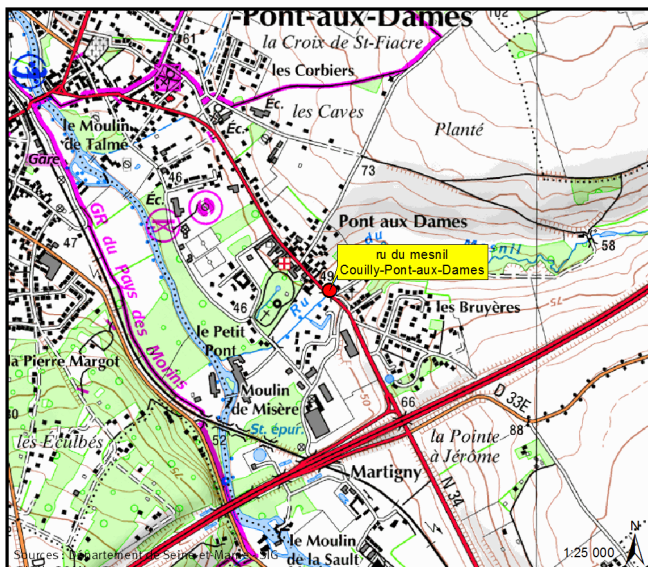 -Pont-aux-Dames
102
161
la Croix de St-Fiacre
les Corbiers
Éc.
les Caves
Éc.
Planté
le Moulin
de Talmé
Gare
46
73
Éc.
GR du Pays des Morins
47
Pont aux Dames
58
Ru du Mesnil
ru du mesnil
Couilly-Pont-aux-Dames
49
46
les Bruyères
le Petit
Pont
la Pierre Margot
50
Moulin
de Misère
66
D 33E
St. épur.
les Éculbés
52
88
la Pointe
à Jérôme
Martigny
N 34
le Moulin
de la Sault
Sources : Département de Seine-et-Marne - SIG
1:25 000
N